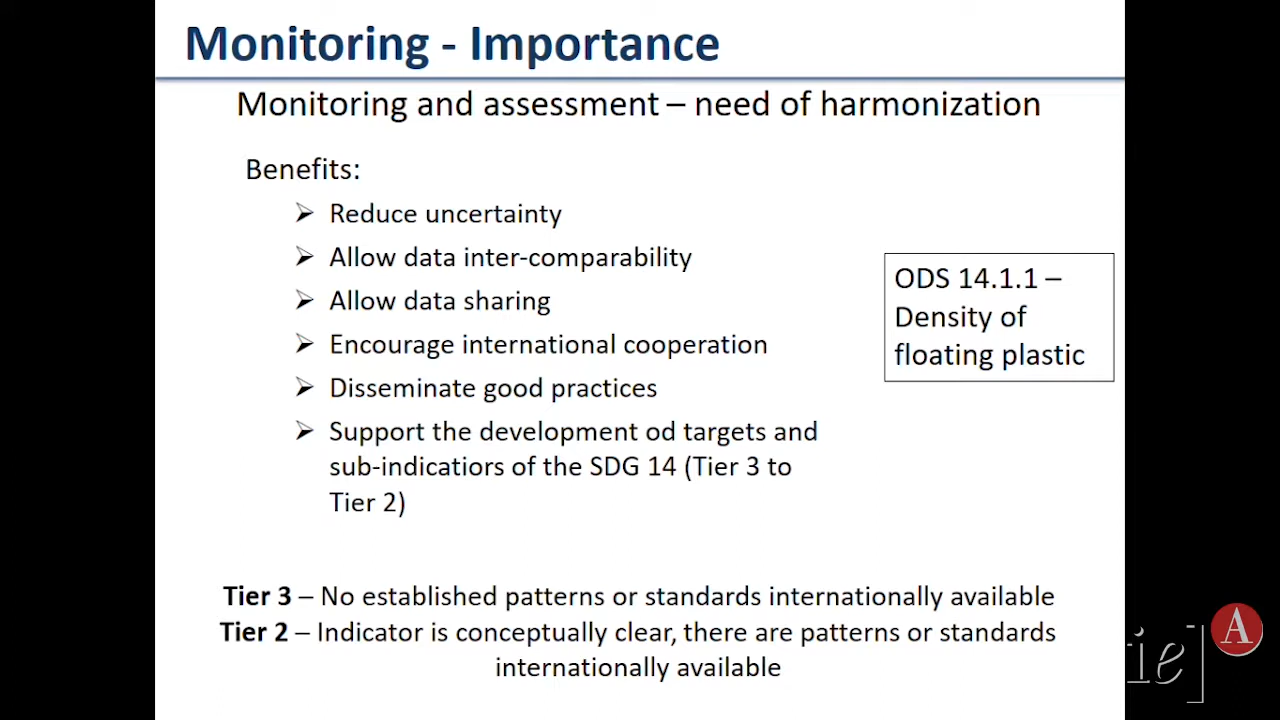 Monitoring - Importance
Monitoring and assessment – need of harmonization
Benefits:
Reduce uncertainty
Allow data inter-comparability
Allow data sharing
Encourage international cooperation
Disseminate good practices
Support the development od targets and
sub-indicatiors of the SDG 14 (Tier 3 to
Tier 2)
ODS 14.1.1 –
Density of
floating plastic
Tier 3 – No established patterns or standards internationally available
Tier 2 – Indicator is conceptually clear, there are patterns or standards
internationally available
ie]
A